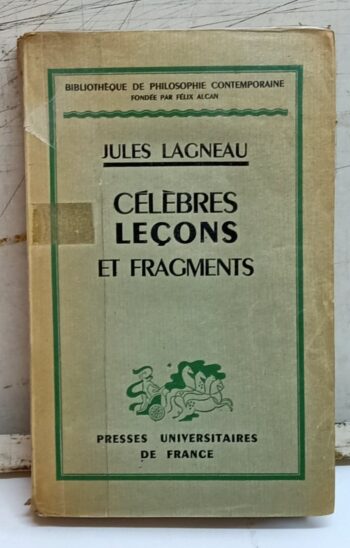 BIBLIOTHÈQUE DE PHILOSOPHIE CONTEMPORAINE
FONDÉE PAR FÉLIX ALCAN
JULES LAGNEAU
CÉLÈBRES
LEÇONS
ET FRAGMENTS
PRESSES UNIVERSITAIRES
DE FRANCE